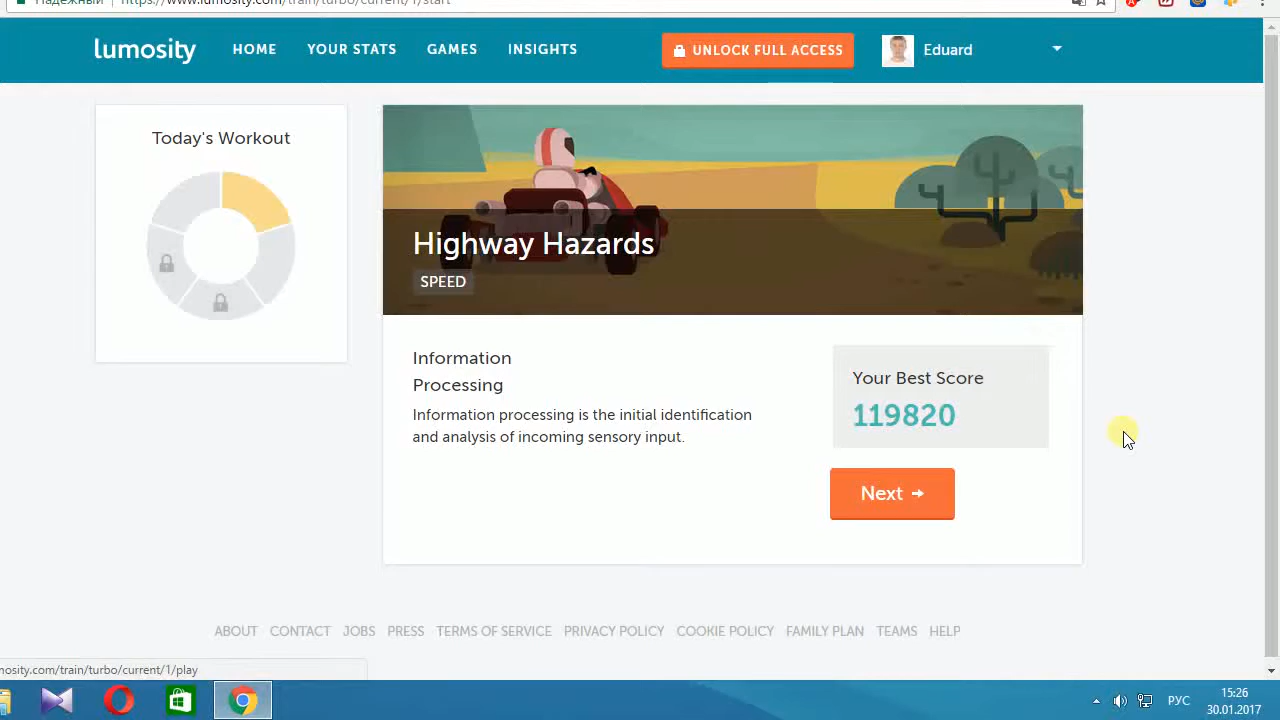 Надежный https://www.lumosity.com/train/turbo/current/1/start
lumosity HOME YOUR STATS GAMES INSIGHTS UNLOCK FULL ACCESS Eduard
Today's Workout
Highway Hazards
SPEED
Information
Processing
Information processing is the initial identification
and analysis of incoming sensory input.
Your Best Score
119820
Next
ABOUT CONTACT JOBS PRESS TERMS OF SERVICE PRIVACY POLICY COOKIE POLICY FAMILY PLAN TEAMS HELP
mosity.com/train/turbo/current/1/play
РУС
15:26
30.01.2017